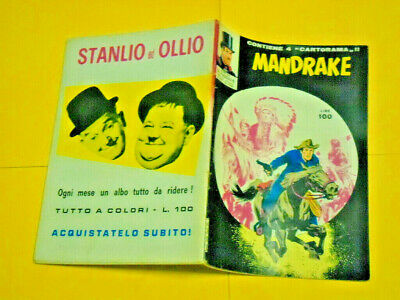 STANLIO E OLLIO
Ogni mese un albo tutto da ridere !
TUTTO A COLORI - L. 100
ACQUISTATELO SUBITO!
CONTIENE 4 "CARTORAMA"!!
MANDRAKE
LIRE
100